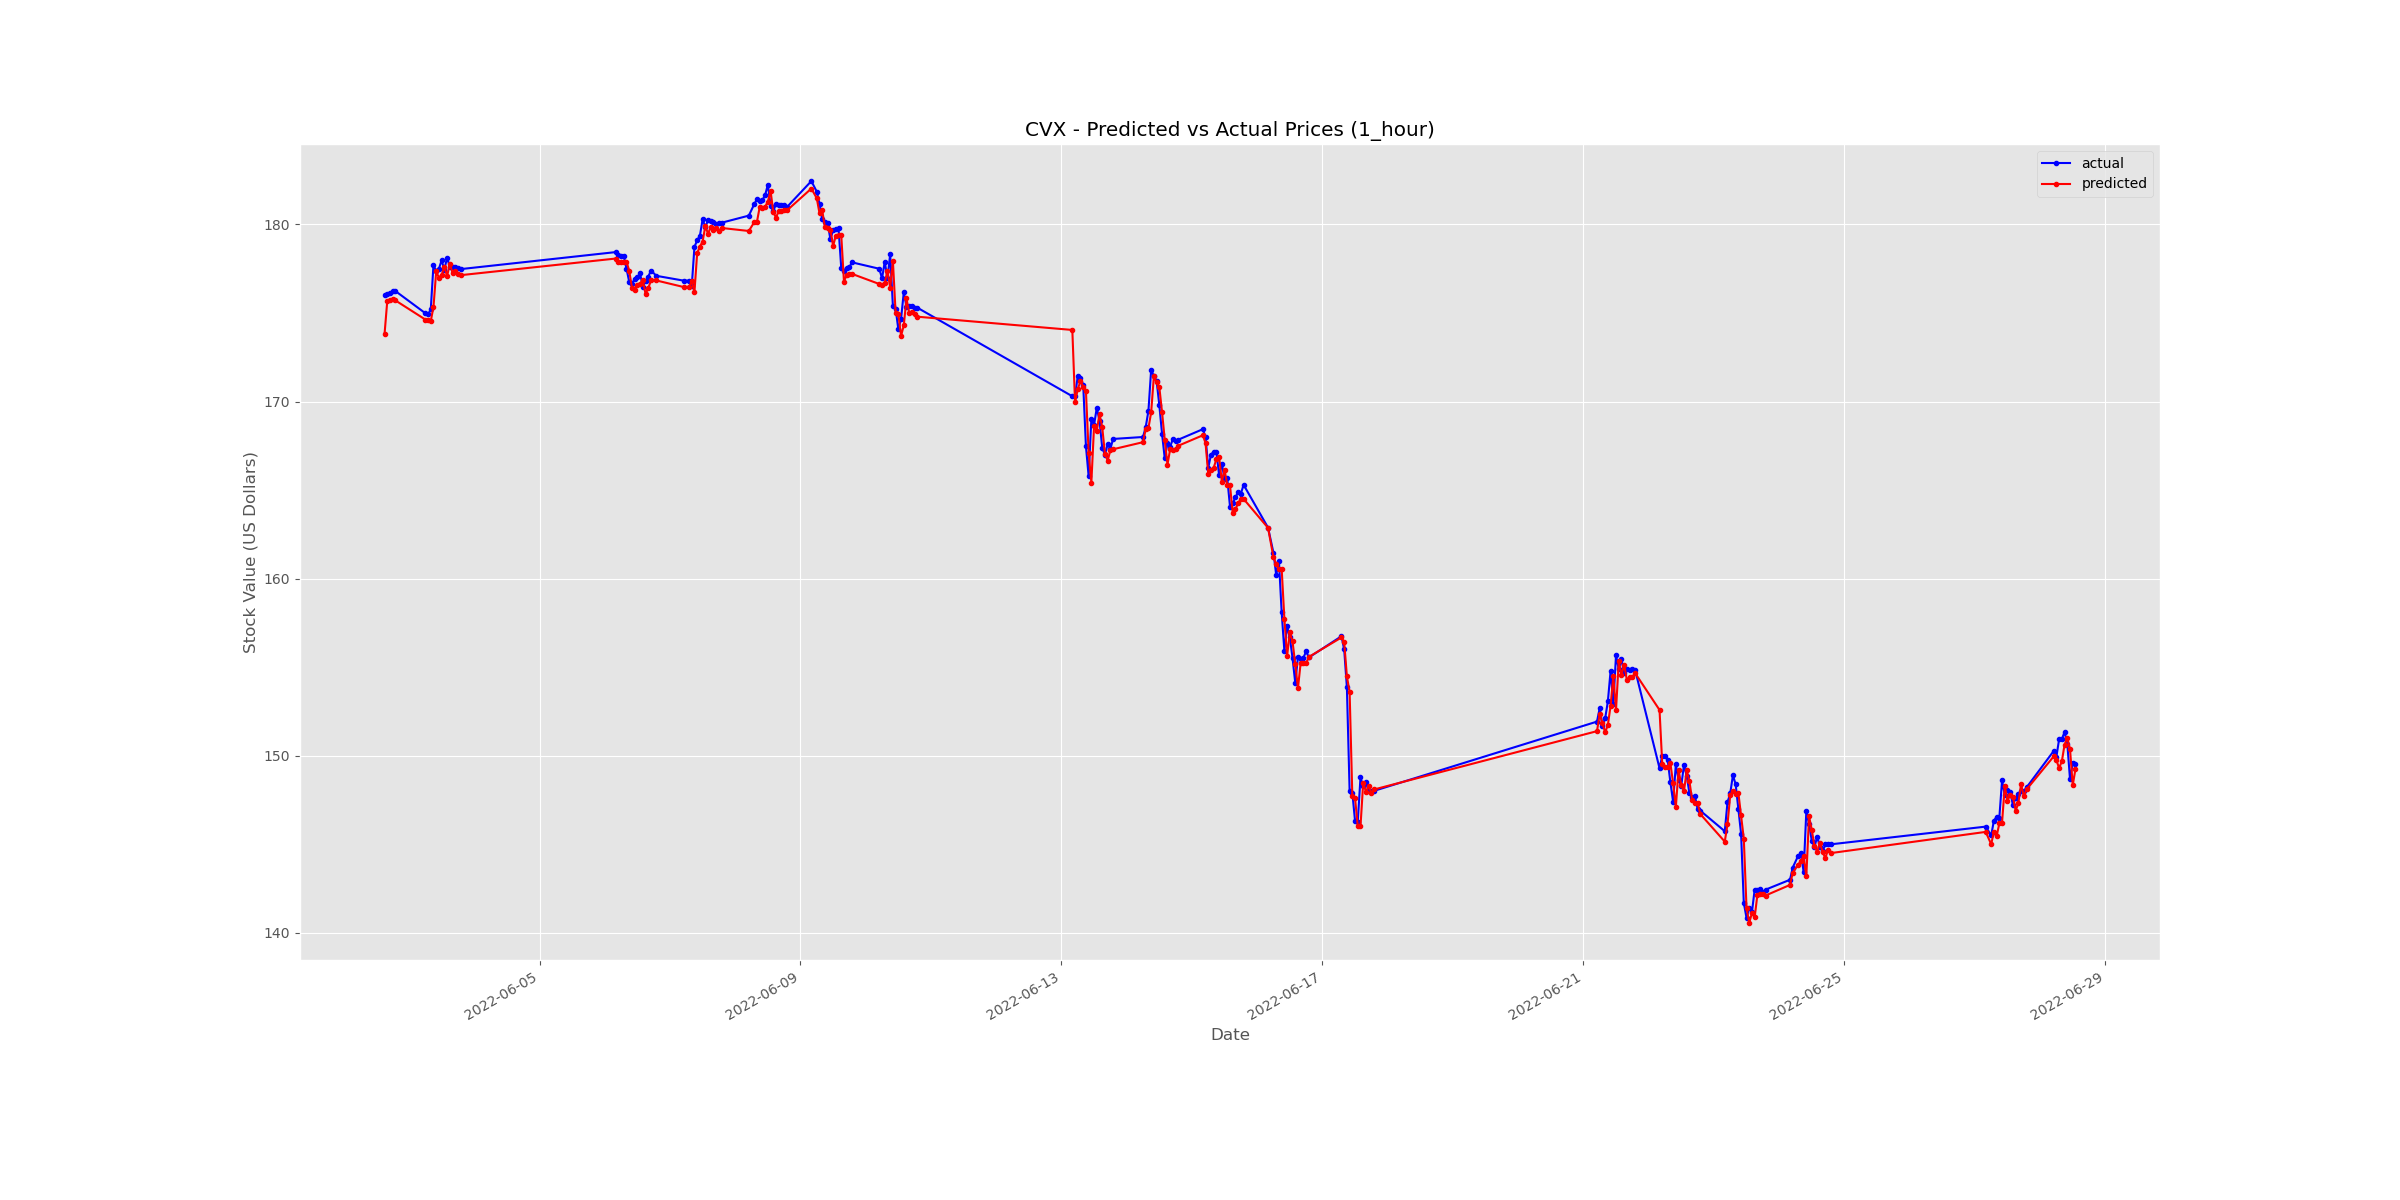 CVX - Predicted vs Actual Prices (1_hour)
actual
predicted
180
170
160
150
140
Stock Value (US Dollars)
2022-06-05
2022-06-09
2022-06-13
2022-06-17
2022-06-21
2022-06-25
2022-06-29
Date